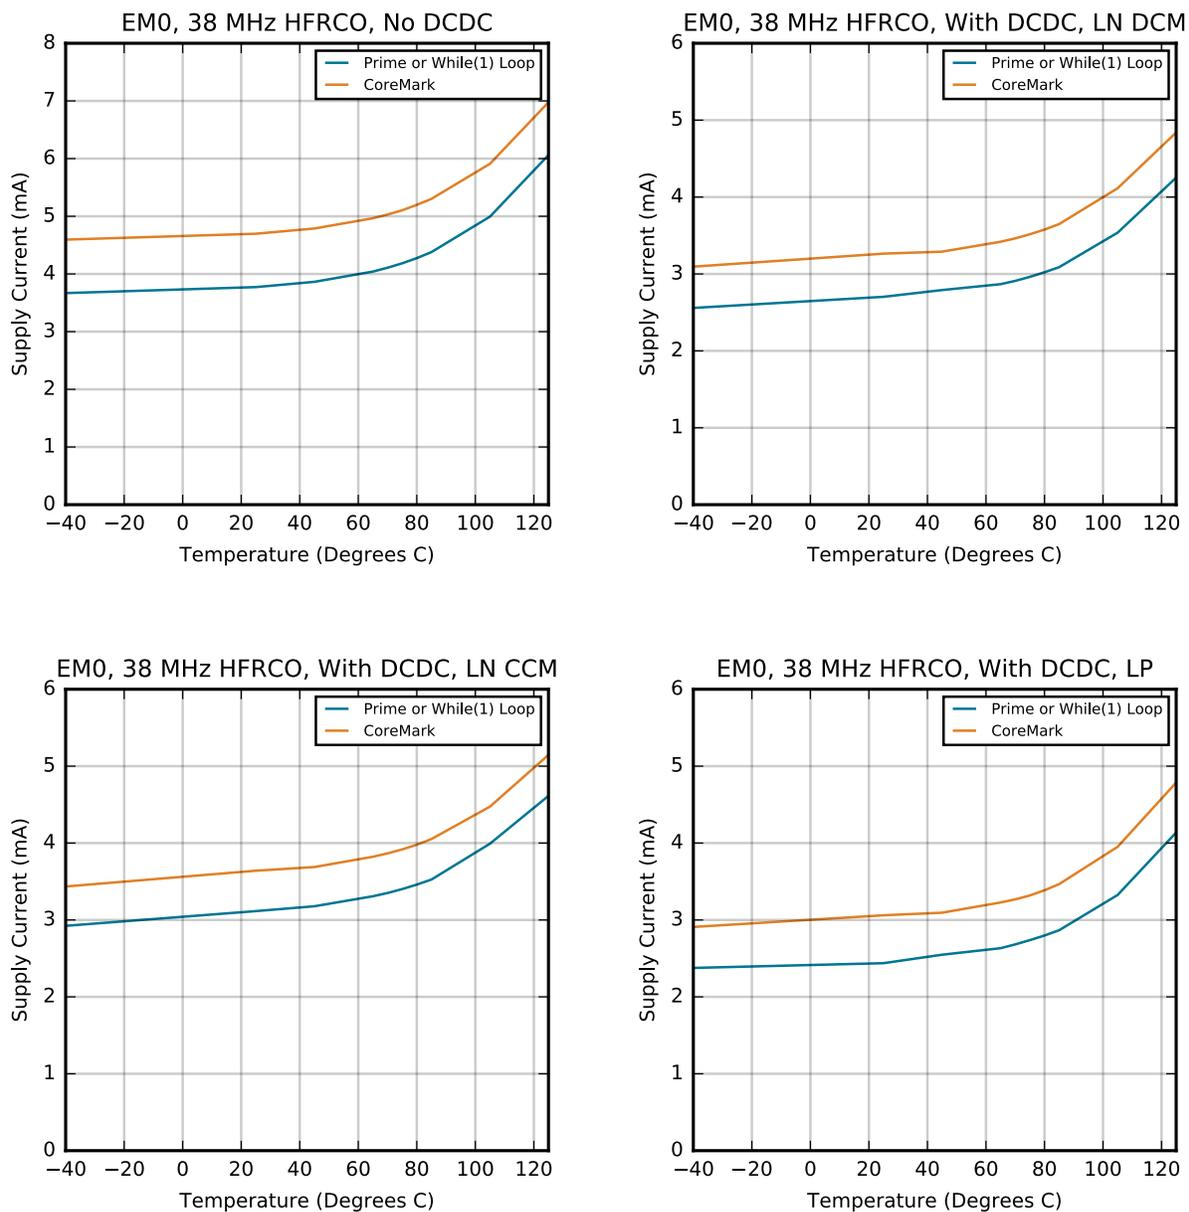 EM0, 38 MHz HFRCO, No DCDC
8
7
6
5
4
3
2
1
0
Supply Current (mA)
Prime or While(1) Loop
CoreMark
−40 −20 0 20 40 60 80 100 120
Temperature (Degrees C)
EM0, 38 MHz HFRCO, With DCDC, LN DCM
6
5
4
3
2
1
0
Supply Current (mA)
Prime or While(1) Loop
CoreMark
−40 −20 0 20 40 60 80 100 120
Temperature (Degrees C)
EM0, 38 MHz HFRCO, With DCDC, LN CCM
6
5
4
3
2
1
0
Supply Current (mA)
Prime or While(1) Loop
CoreMark
−40 −20 0 20 40 60 80 100 120
Temperature (Degrees C)
EM0, 38 MHz HFRCO, With DCDC, LP
6
5
4
3
2
1
0
Supply Current (mA)
Prime or While(1) Loop
CoreMark
−40 −20 0 20 40 60 80 100 120
Temperature (Degrees C)